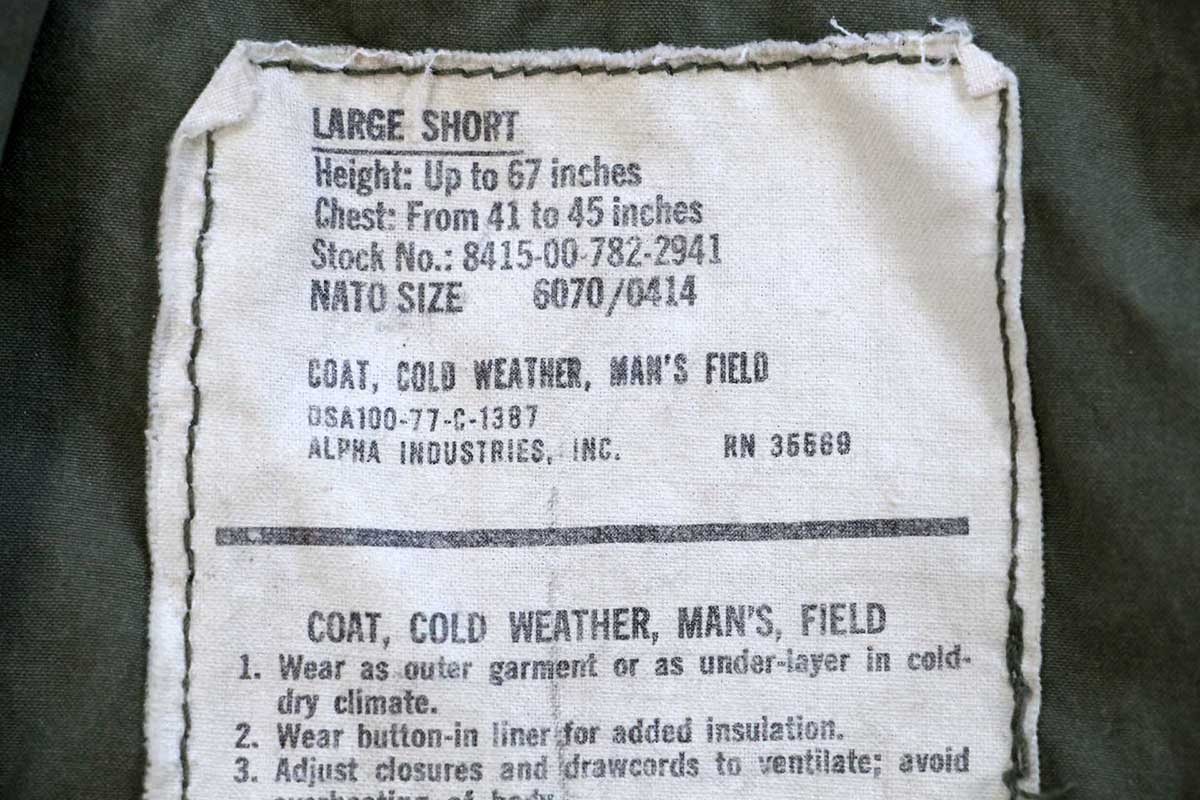 LARGE SHORT
Height: Up to 67 inches
Chest: From 41 to 45 inches
Stock No.: 8415-00-782-2941
NATO SIZE 6070/0414
COAT, COLD WEATHER, MAN'S FIELD
DSA100-77-C-1387
ALPHA INDUSTRIES, INC. RN 35569
COAT, COLD WEATHER, MAN'S, FIELD
1. Wear as outer garment or as under-layer in cold-
dry climate.
2. Wear button-in liner for added insulation.
3. Adjust closures and drawcords to ventilate; avoid
overheating of body.